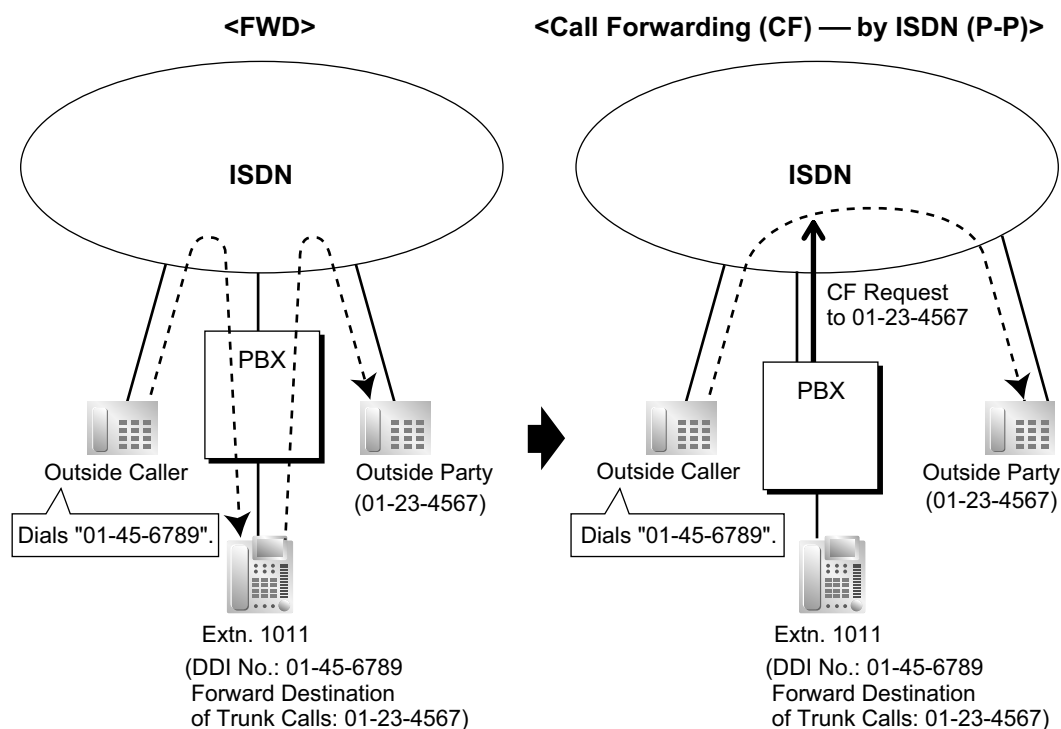 <FWD>
ISDN
PBX
Outside Caller
Dials "01-45-6789".
Outside Party
(01-23-4567)
Extn. 1011
(DDI No.: 01-45-6789
Forward Destination
of Trunk Calls: 01-23-4567)
<Call Forwarding (CF) — by ISDN (P-P)>
ISDN
CF Request
to 01-23-4567
PBX
Outside Caller
Dials "01-45-6789".
Outside Party
(01-23-4567)
Extn. 1011
(DDI No.: 01-45-6789
Forward Destination
of Trunk Calls: 01-23-4567)